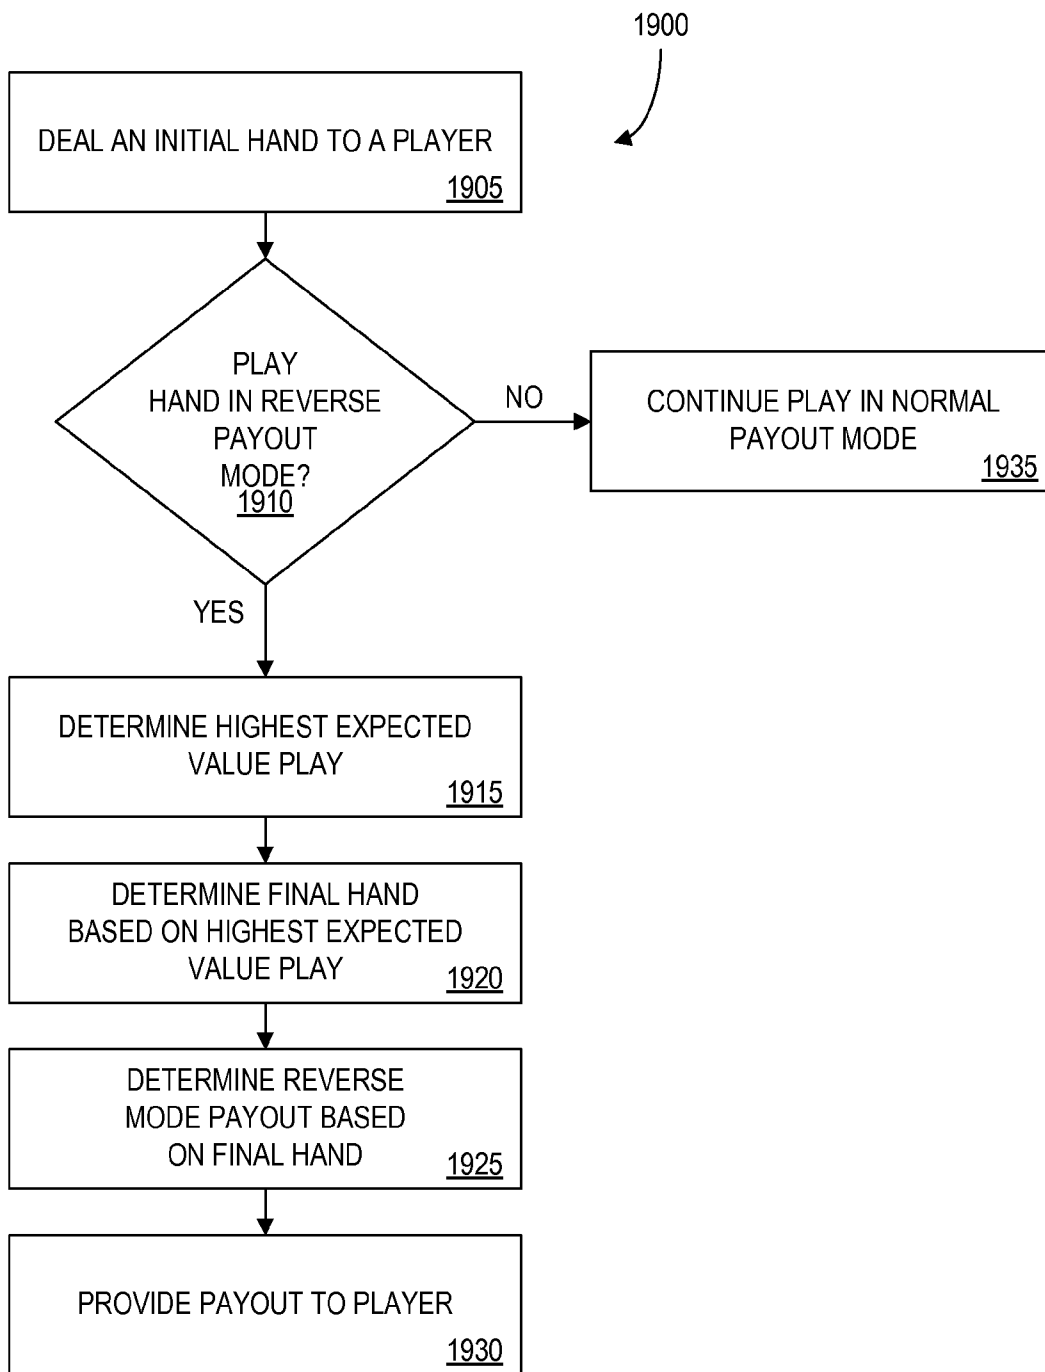 1900
DEAL AN INITIAL HAND TO A PLAYER
1905
PLAY
HAND IN REVERSE
PAYOUT
MODE?
1910
NO
CONTINUE PLAY IN NORMAL
PAYOUT MODE
1935
YES
DETERMINE HIGHEST EXPECTED
VALUE PLAY
1915
DETERMINE FINAL HAND
BASED ON HIGHEST EXPECTED
VALUE PLAY
1920
DETERMINE REVERSE
MODE PAYOUT BASED
ON FINAL HAND
1925
PROVIDE PAYOUT TO PLAYER
1930